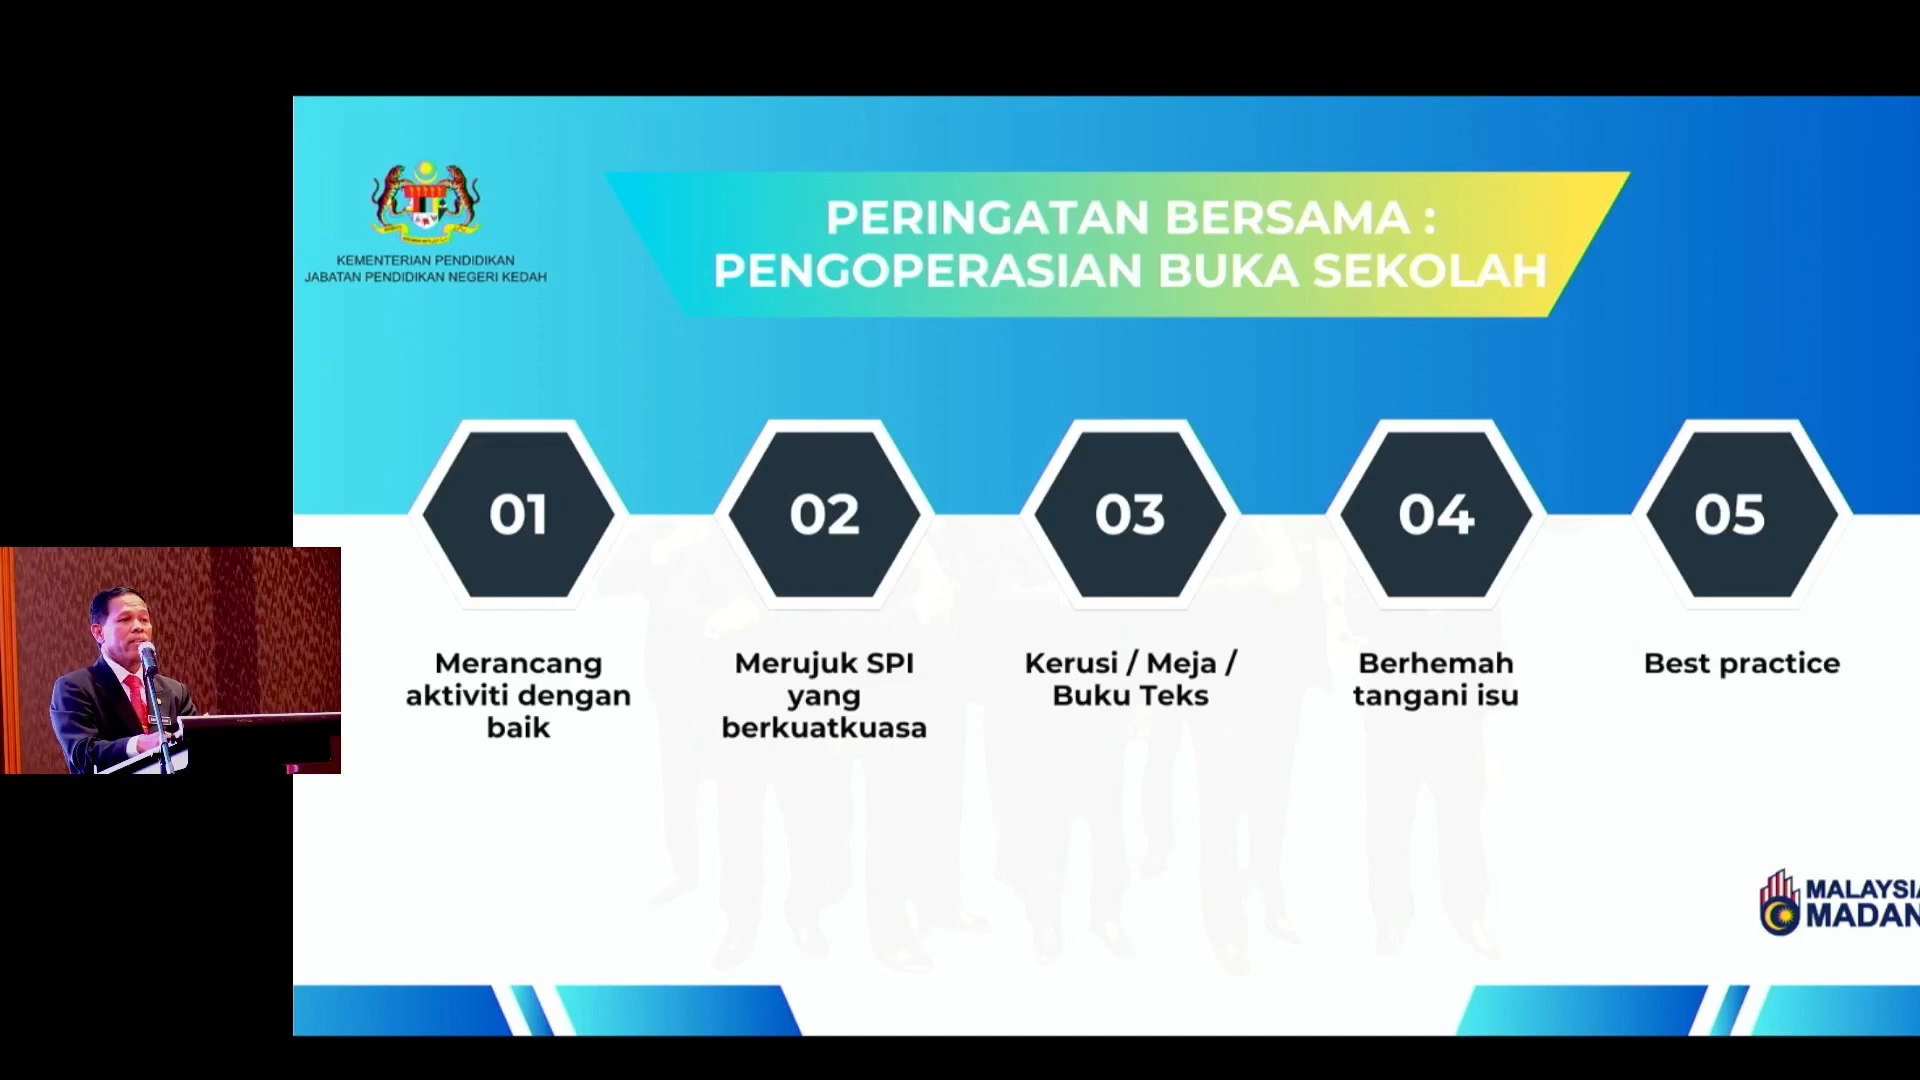 KEMENTERIAN PENDIDIKAN
JABATAN PENDIDIKAN NEGERI KEDAH
PERINGATAN BERSAMA :
PENGOPERASIAN BUKA SEKOLAH
01
Merancang
aktiviti dengan
baik
02
Merujuk SPI
yang
berkuatkuasa
03
Kerusi / Meja /
Buku Teks
04
Berhemah
tangani isu
05
Best practice
MALAYSIA
MADAN